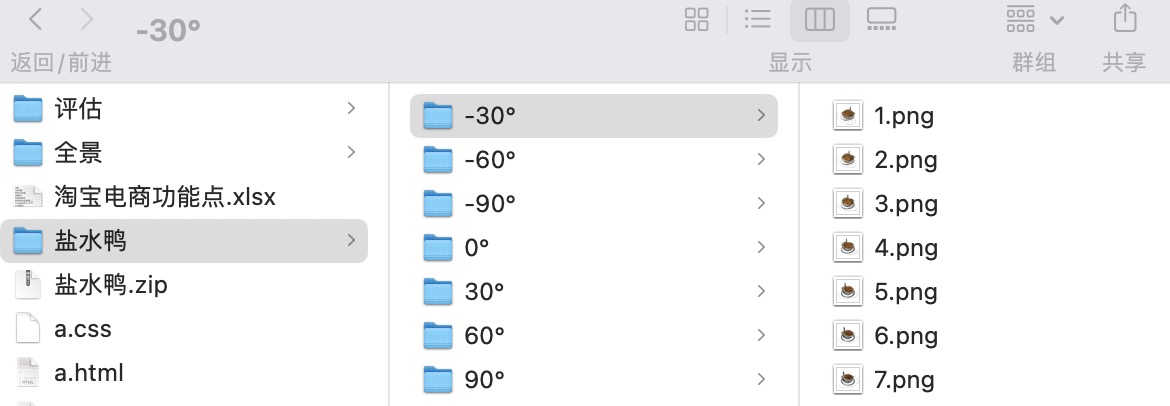 -30°
返回/前进
显示
群组
共享
评估
全景
淘宝电商功能点.xlsx
盐水鸭
盐水鸭.zip
a.css
a.html
-30°
-60°
-90°
0°
30°
60°
90°
1.png
2.png
3.png
4.png
5.png
6.png
7.png